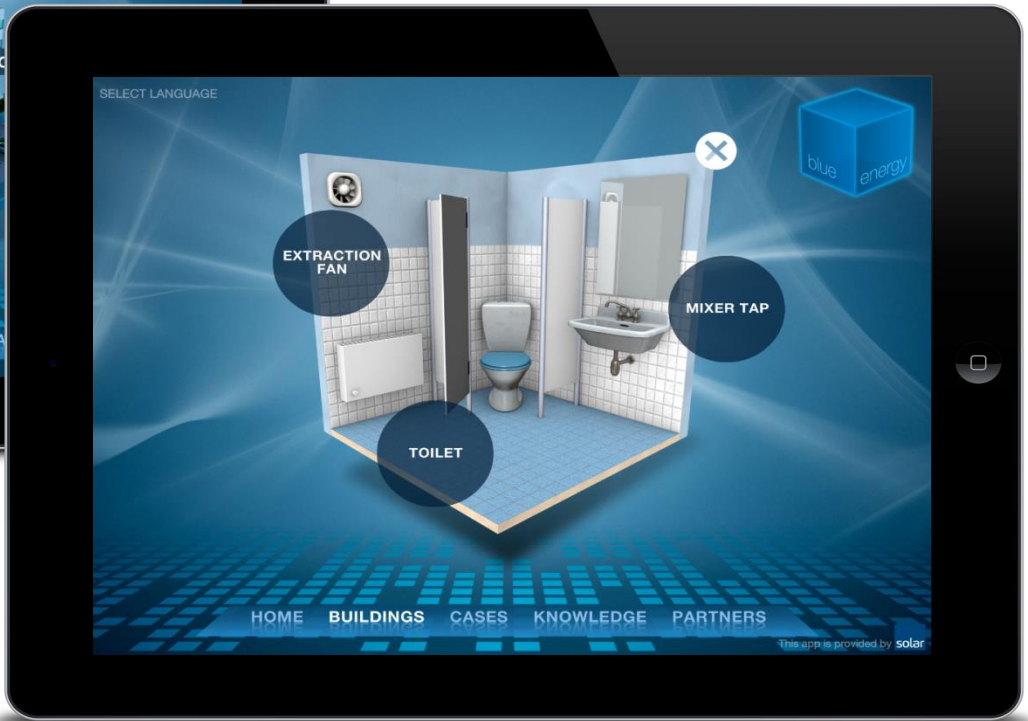 SELECT LANGUAGE
blue energy
EXTRACTION
FAN
MIXER TAP
TOILET
HOME BUILDINGS CASES KNOWLEDGE PARTNERS
This app is provided by solar